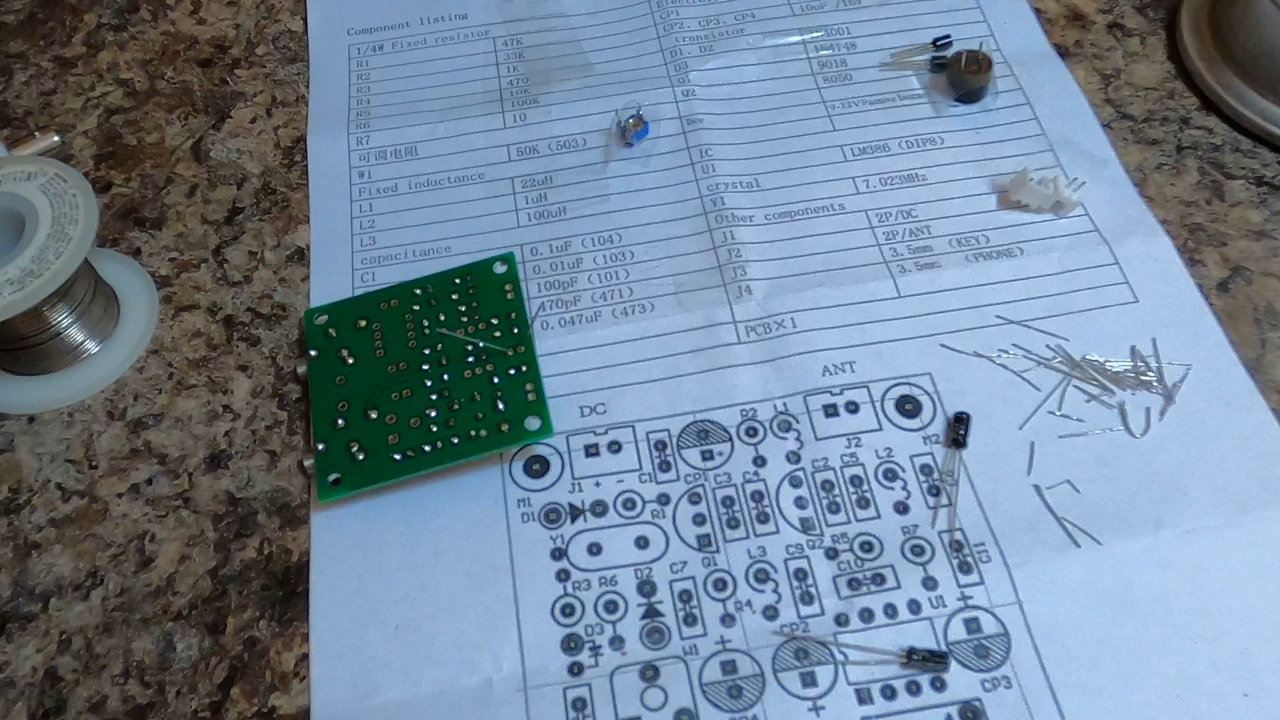 Component listing
1/4W Fixed resistor
R1
47K
R2
33K
R3
1K
R4
470
R5
10K
R6
100K
R7
10
可调电阻
W1
50K (503)
Fixed inductance
L1
22uH
L2
1uH
L3
100uH
capacitance
C1
0.1uF (104)
0.01uF (103)
100pF (101)
470pF (471)
0.047uF (473)
CP1
10uF /16V
CP2、CP3、CP4
transistor
D1、D2
D3
1N4148
Q1
9018
Q2
8050
IC
U1
LM386 (DIP8)
crystal
Y1
7.023MHz
Other components
J1
2P/DC
J2
2P/ANT
J3
3.5mm (KEY)
J4
3.5mm (PHONE)
PCB×1
DC
ANT
R2
L1
J2
M2
J1 + -
C1
CP1
C3
C4
C2
C5
L2
M1
D1
R1
Y1
Q1
Q2
R5
R7
L3
C9
C10
C11
R3
R6
D2
C7
R4
U1
D3
W1
CP2
CP3